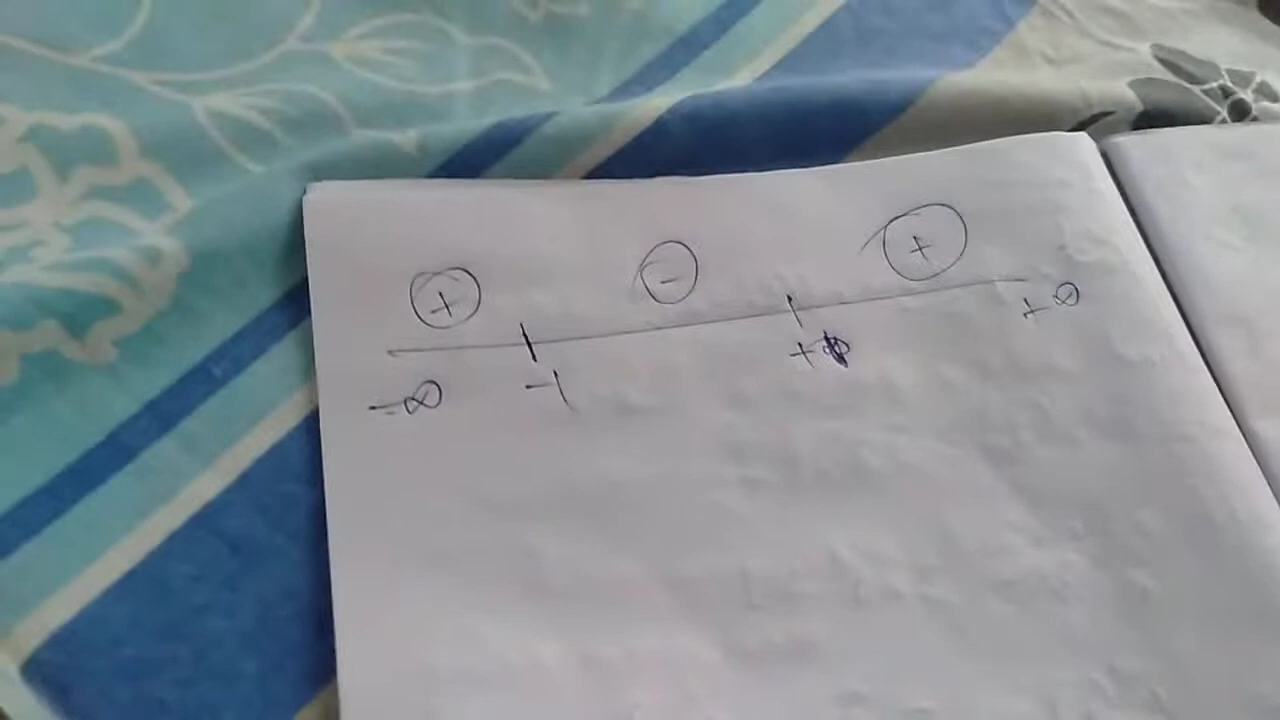 + - +
-∞ -1 + +∞